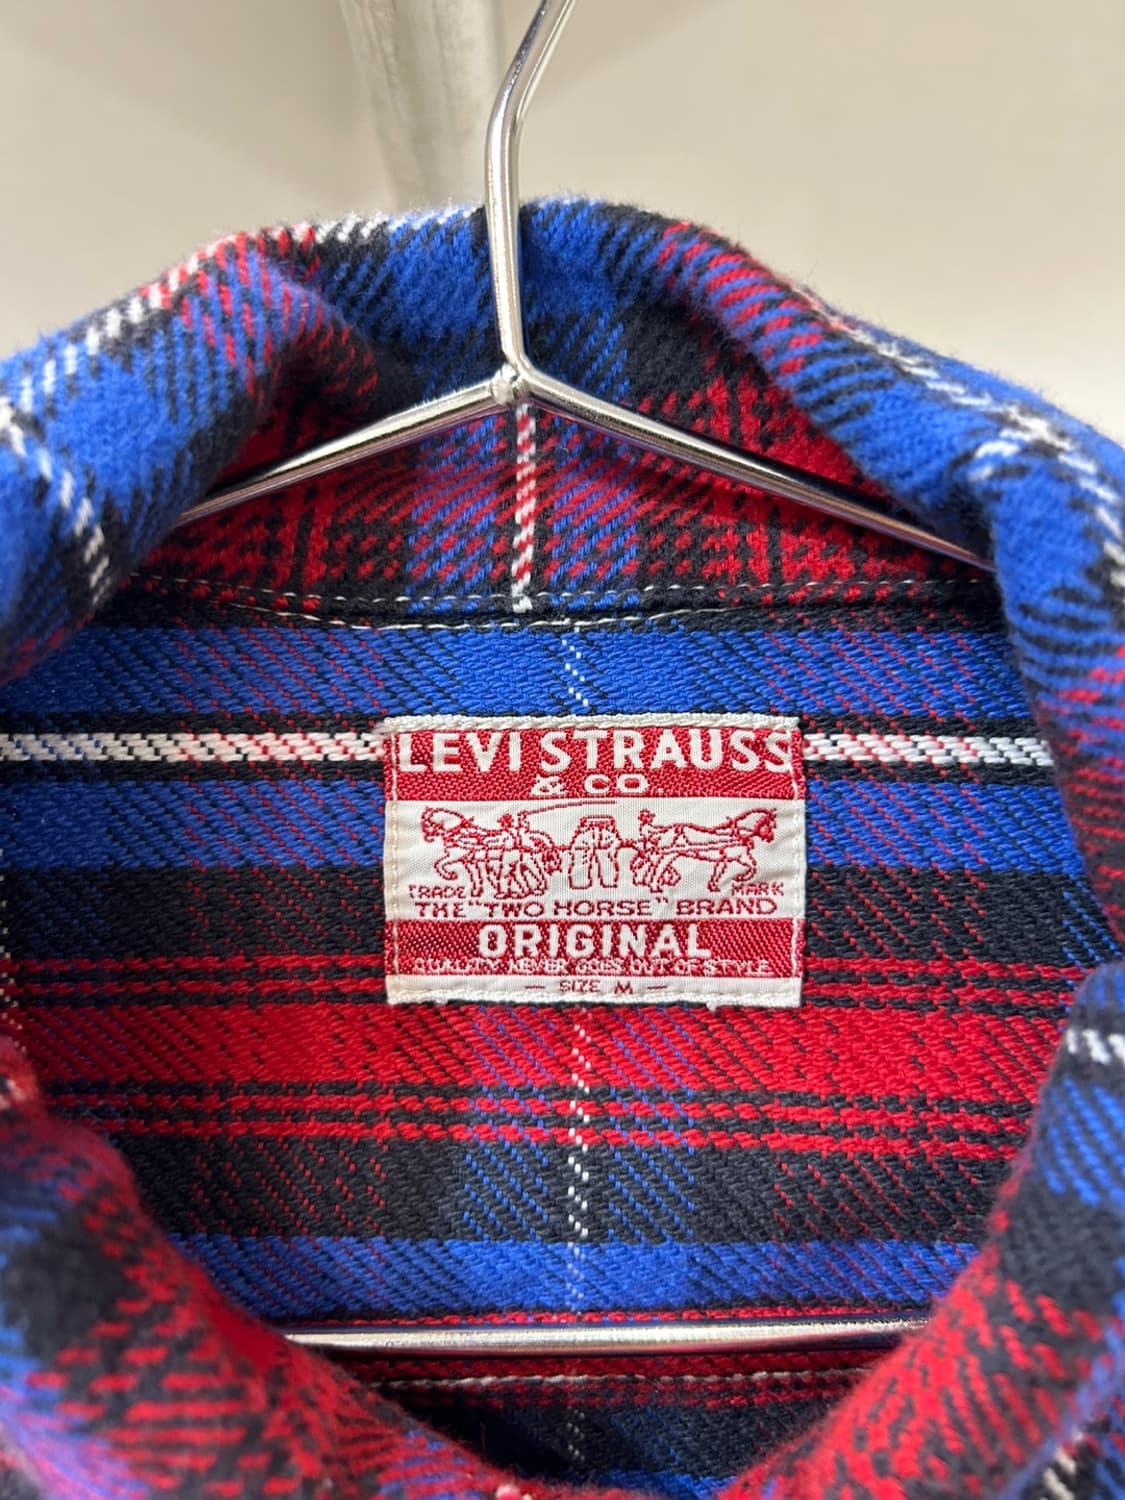 LEVI STRAUSS
& CO.
TRADE MARK
THE "TWO HORSE" BRAND
ORIGINAL
QUALITY NEVER GOES OUT OF STYLE
— SIZE M —